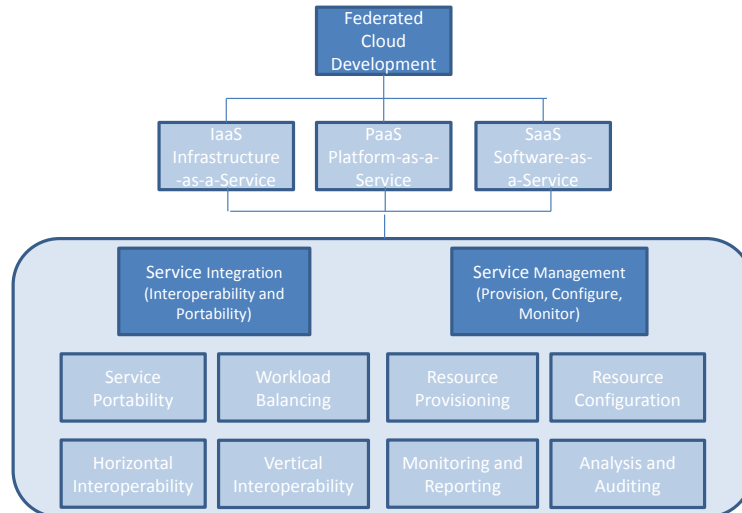 Federated
Cloud
Development
IaaS
Infrastructure
-as-a-Service
PaaS
Platform-as-a-
Service
SaaS
Software-as-
a-Service
Service Integration
(Interoperability and
Portability)
Service Management
(Provision, Configure,
Monitor)
Service
Portability
Workload
Balancing
Resource
Provisioning
Resource
Configuration
Horizontal
Interoperability
Vertical
Interoperability
Monitoring and
Reporting
Analysis and
Auditing